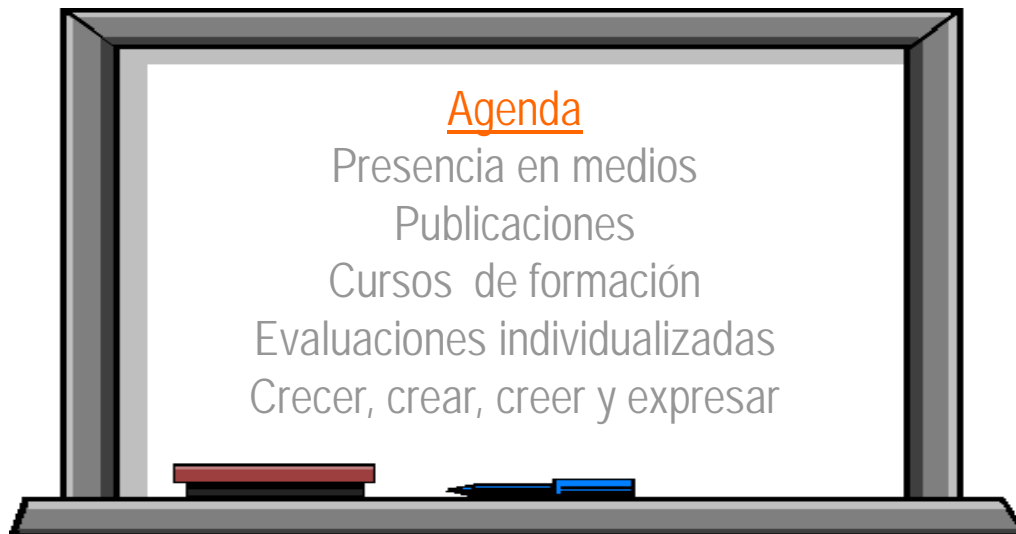 Agenda
Presencia en medios
Publicaciones
Cursos de formación
Evaluaciones individualizadas
Crecer, crear, creer y expresar